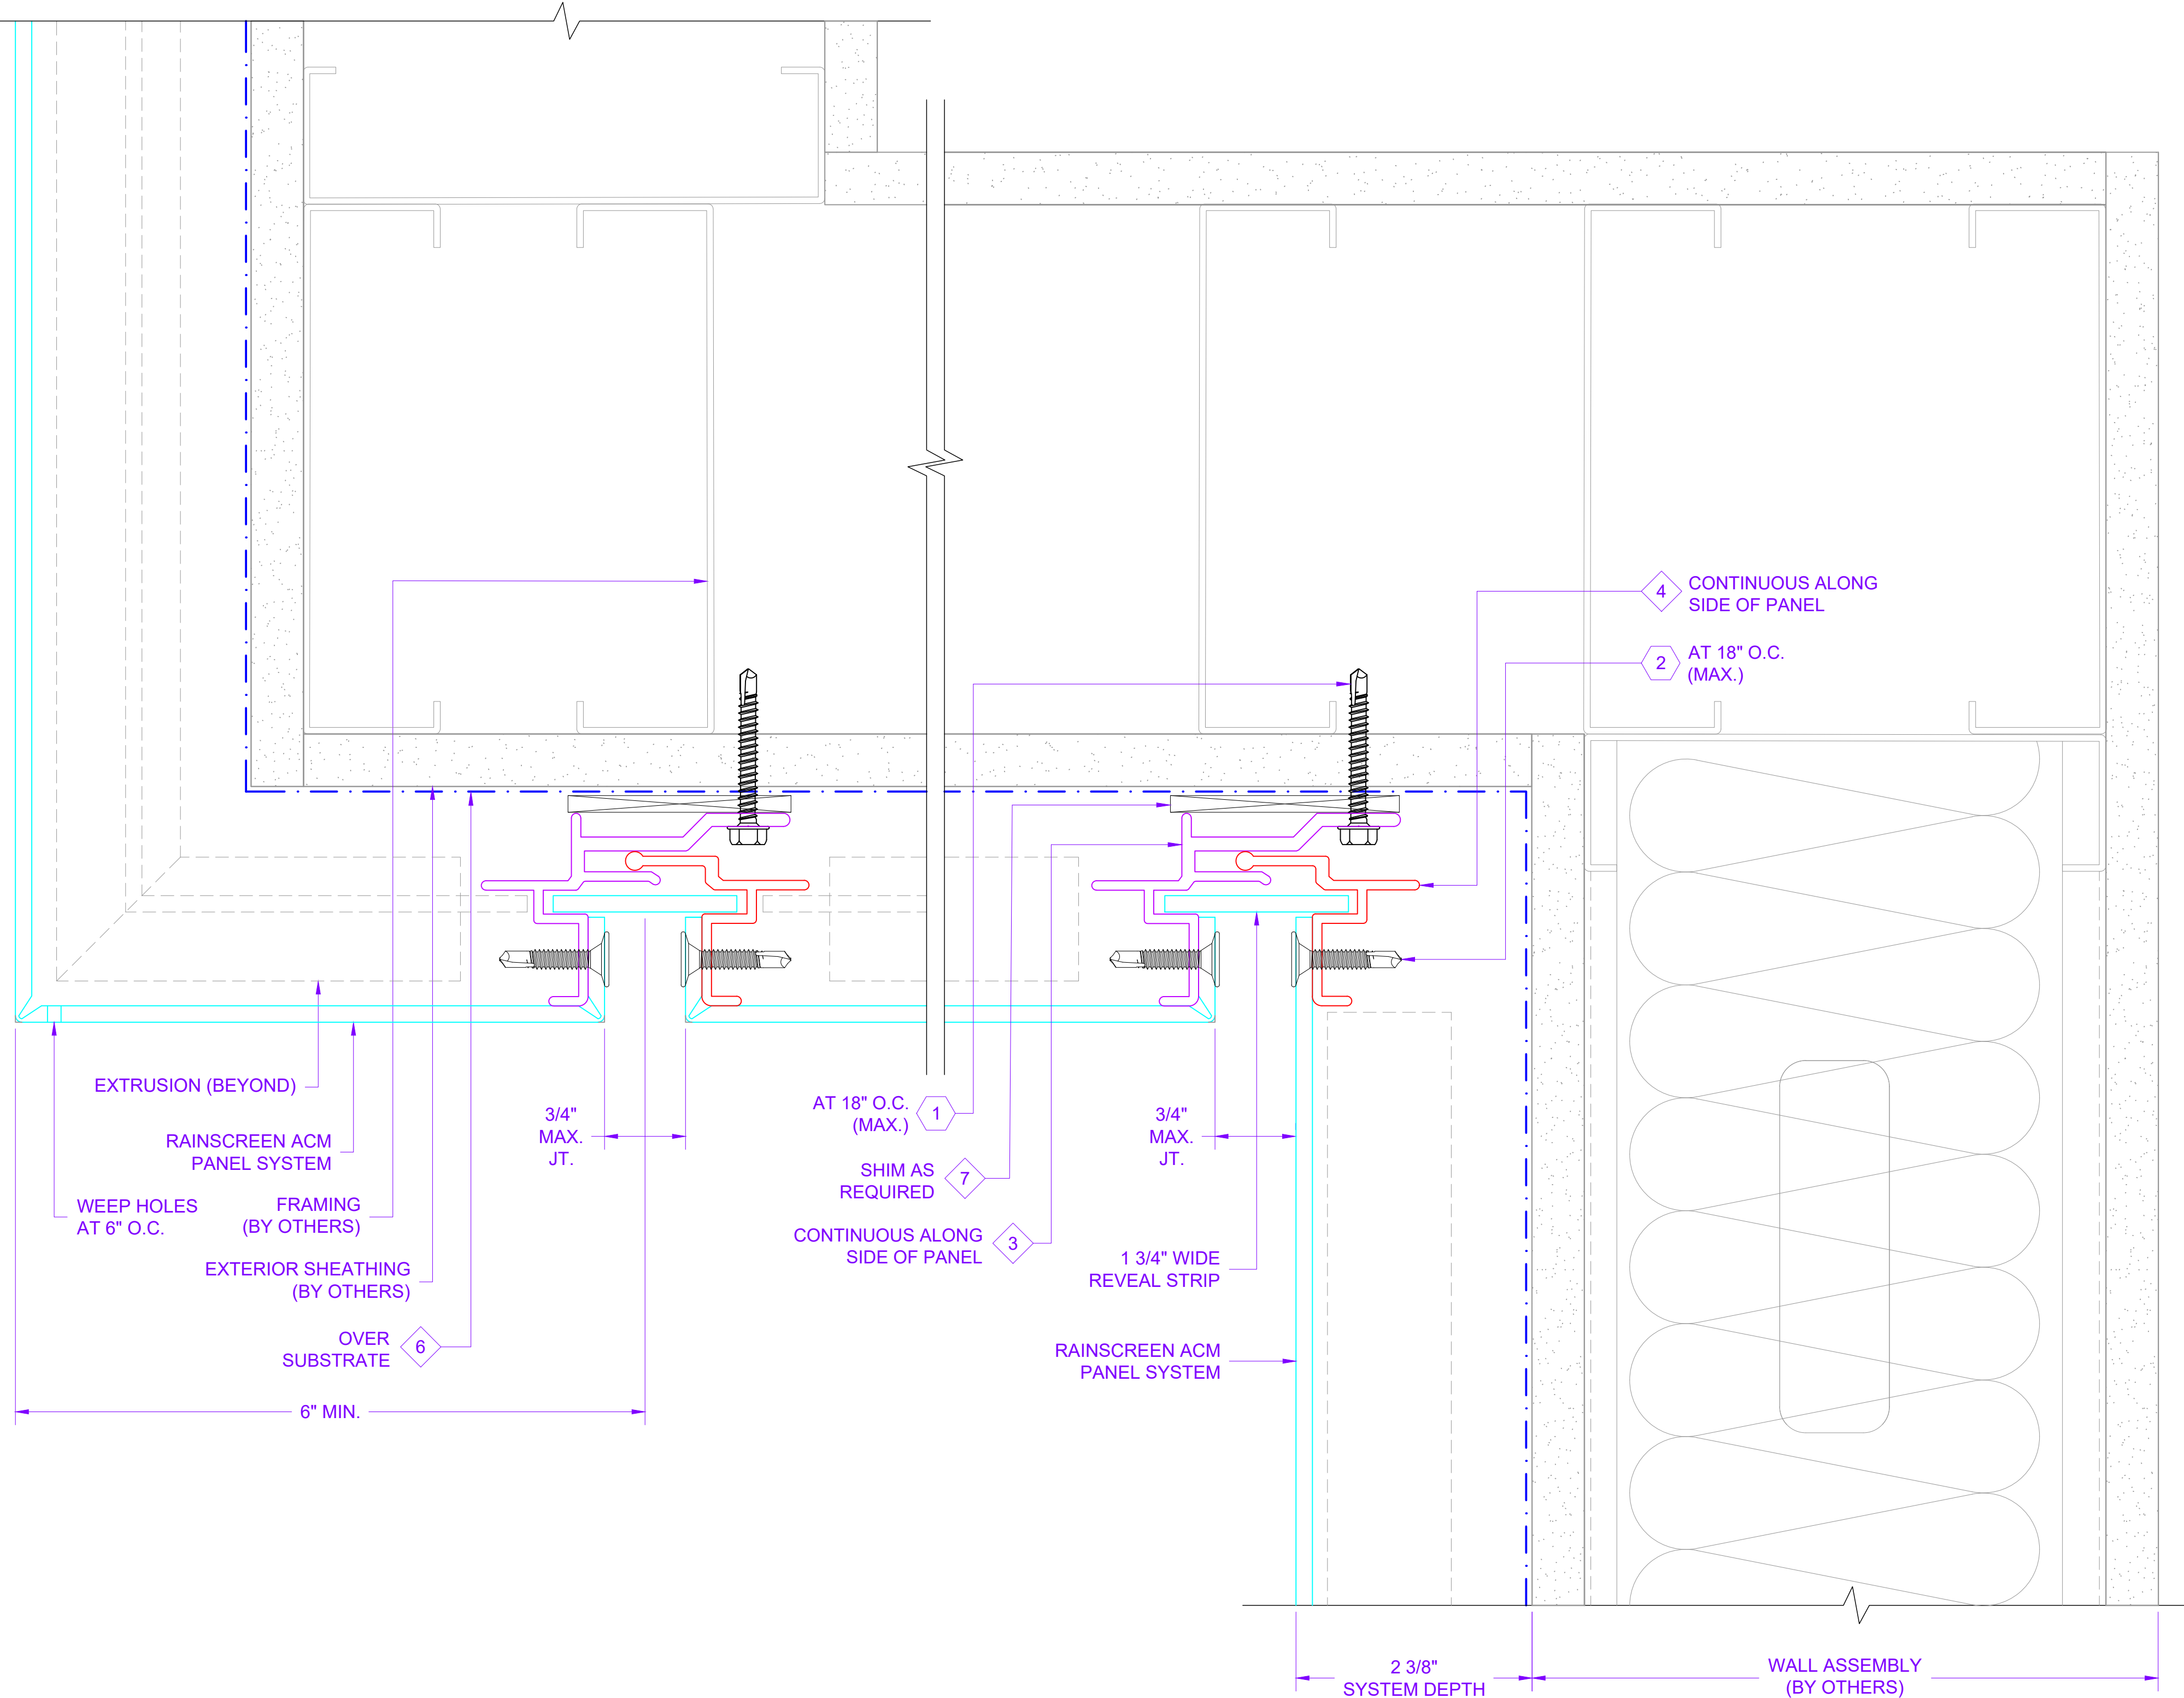 4
CONTINUOUS ALONG
SIDE OF PANEL
2
AT 18" O.C.
(MAX.)
EXTRUSION (BEYOND)
RAINSCREEN ACM
PANEL SYSTEM
WEEP HOLES
AT 6" O.C.
FRAMING
(BY OTHERS)
EXTERIOR SHEATHING
(BY OTHERS)
OVER
SUBSTRATE
6
6" MIN.
3/4"
MAX.
JT.
AT 18" O.C.
(MAX.)
1
SHIM AS
REQUIRED
7
CONTINUOUS ALONG
SIDE OF PANEL
3
3/4"
MAX.
JT.
1 3/4" WIDE
REVEAL STRIP
RAINSCREEN ACM
PANEL SYSTEM
2 3/8"
SYSTEM DEPTH
WALL ASSEMBLY
(BY OTHERS)